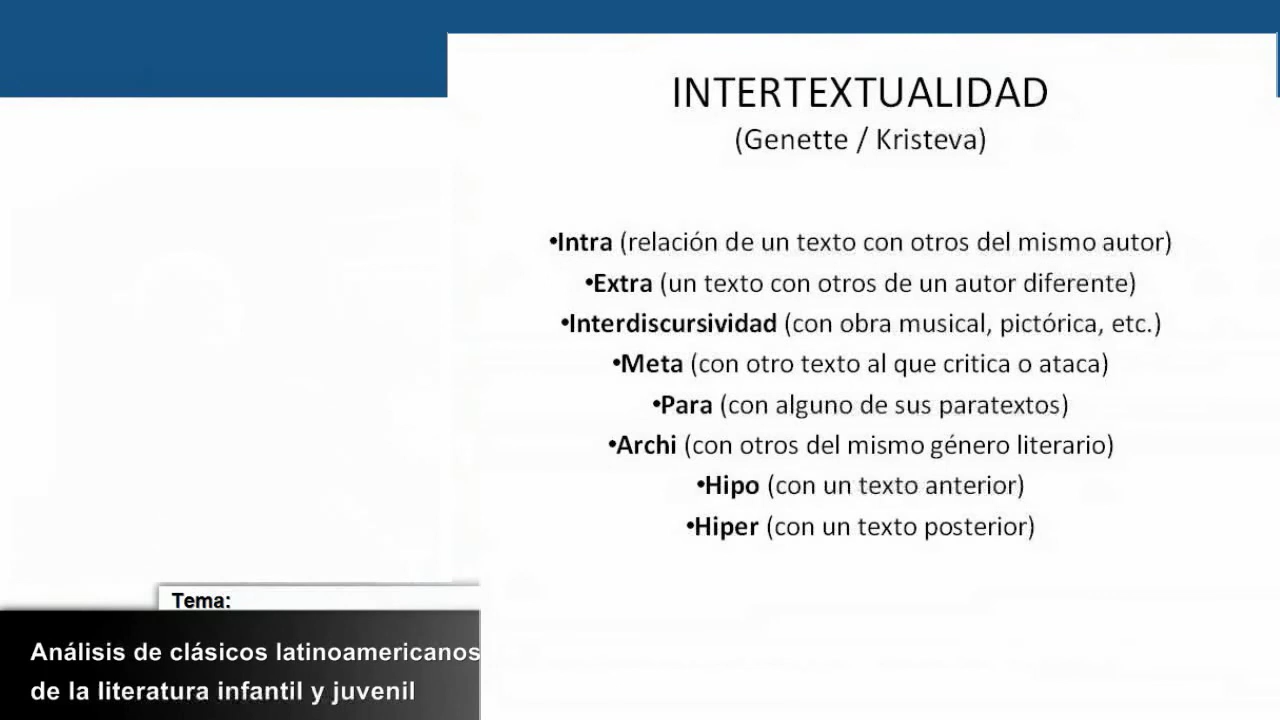 INTERTEXTUALIDAD
(Genette / Kristeva)
•Intra (relación de un texto con otros del mismo autor)
•Extra (un texto con otros de un autor diferente)
•Interdiscursividad (con obra musical, pictórica, etc.)
•Meta (con otro texto al que critica o ataca)
•Para (con alguno de sus paratextos)
•Archi (con otros del mismo género literario)
•Hipo (con un texto anterior)
•Hiper (con un texto posterior)
Tema:
Análisis de clásicos latinoamericanos
de la literatura infantil y juvenil